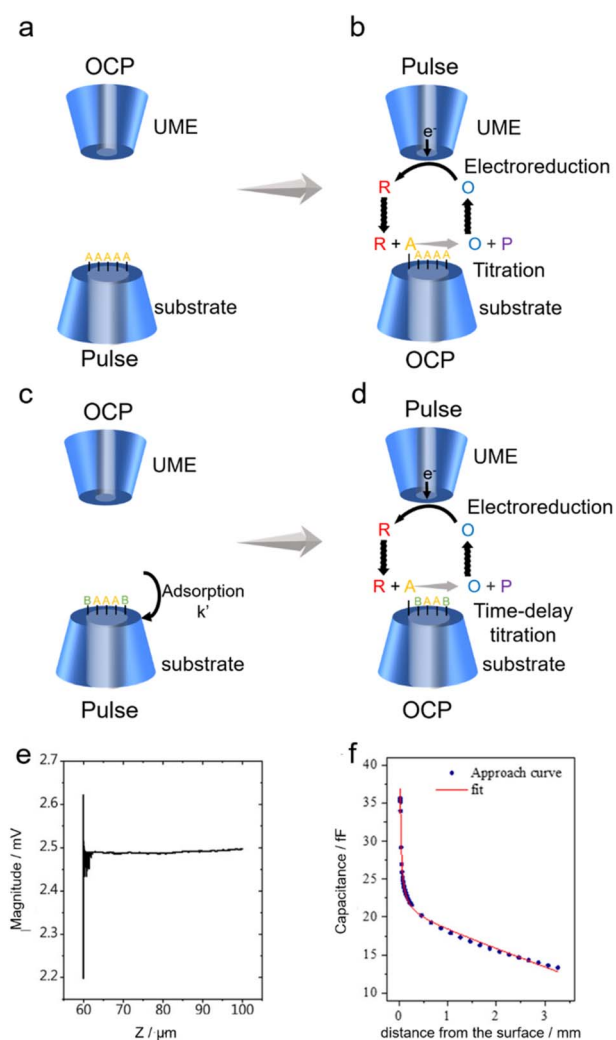 a
OCP
UME
AAAAA
substrate
Pulse
b
Pulse
e-
UME
Electroreduction
R
O
R + A
O + P
AAAA
Titration
substrate
OCP
c
OCP
UME
BAAAB
Adsorption
k'
substrate
Pulse
d
Pulse
e-
UME
Electroreduction
R
O
R + A
O + P
BAAB
Time-delay
titration
substrate
OCP
e
Magnitude / mV
2.7
2.6
2.5
2.4
2.3
2.2
60
70
80
90
100
Z / µm
f
Capacitance / fF
40
35
30
25
20
15
10
Approach curve
fit
0
1
2
3
distance from the surface / mm